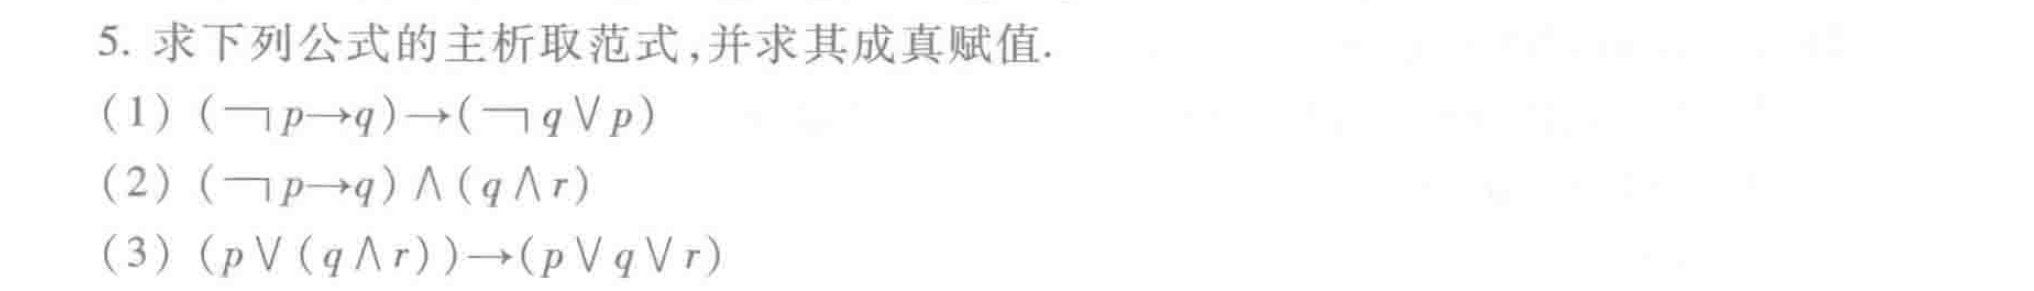 5. 求下列公式的主析取范式,并求其成真赋值.
(1) (¬p→q)→(¬q∨p)
(2) (¬p→q)∧(q∧r)
(3) (p∨(q∧r))→(p∨q∨r)